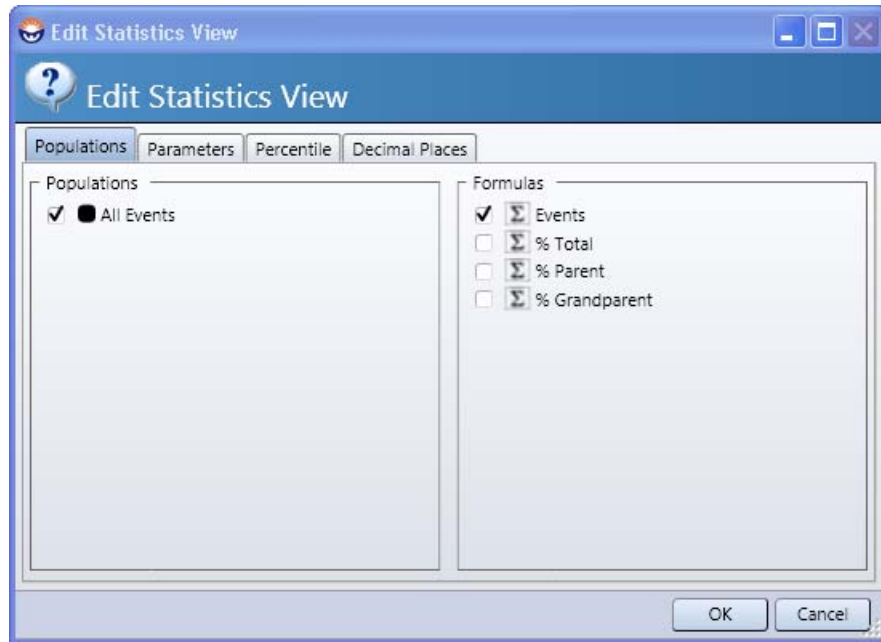 Edit Statistics View
Edit Statistics View
Populations Parameters Percentile Decimal Places
Populations
All Events
Formulas
Σ Events
Σ % Total
Σ % Parent
Σ % Grandparent
OK Cancel